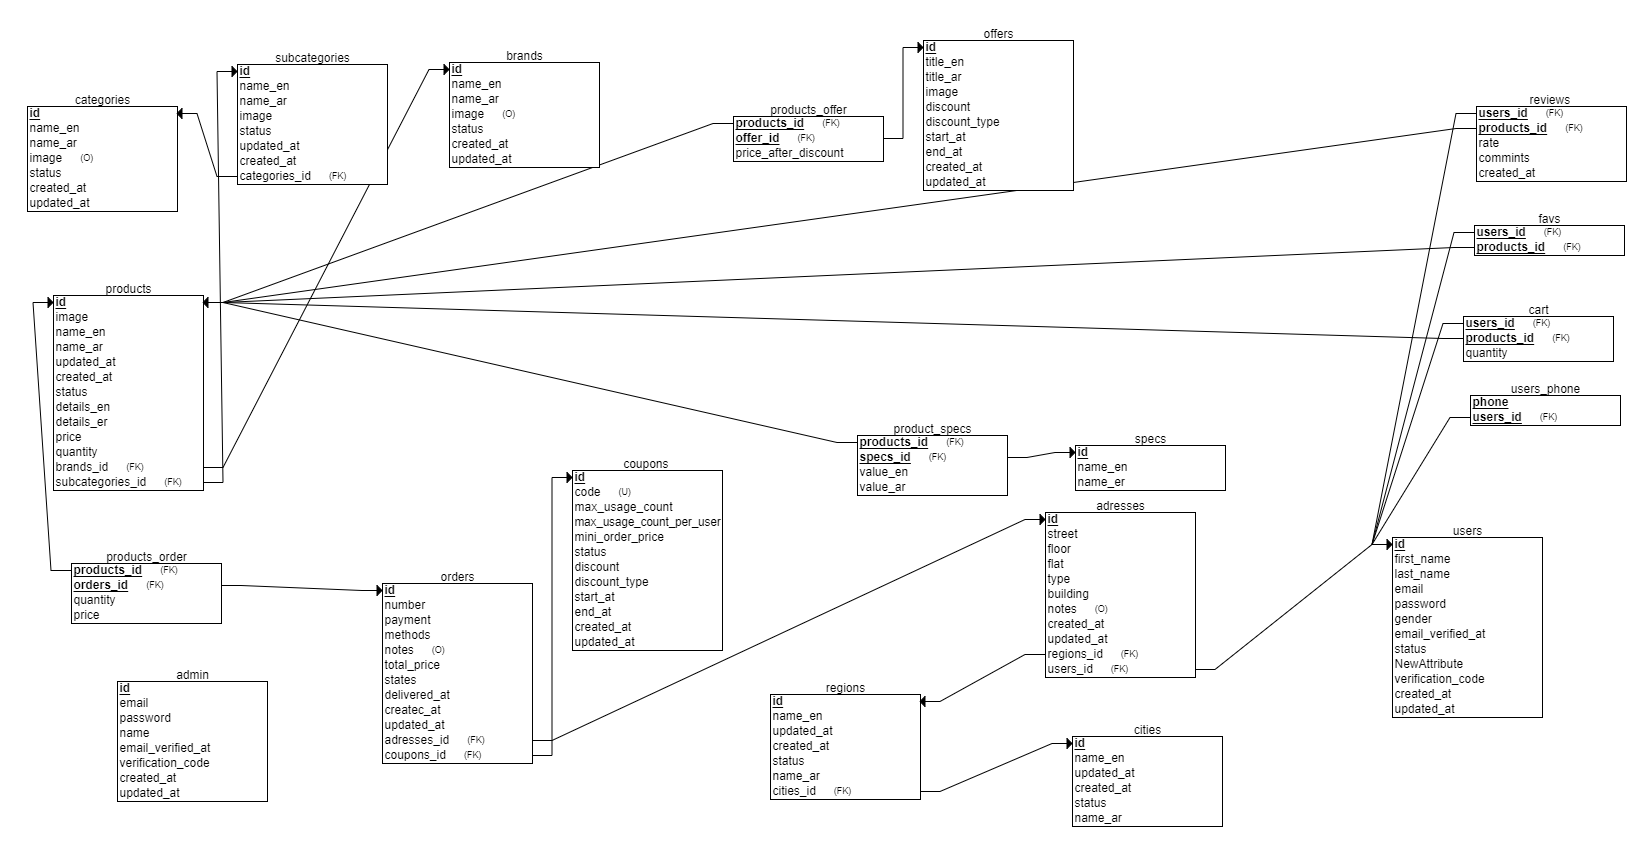 categories
id
name_en
name_ar
image (O)
status
created_at
updated_at
subcategories
id
name_en
name_ar
image
status
updated_at
created_at
categories_id (FK)
brands
id
name_en
name_ar
image (O)
status
created_at
updated_at
products_offer
products_id (FK)
offer_id (FK)
price_after_discount
offers
id
title_en
title_ar
image
discount
discount_type
start_at
end_at
created_at
updated_at
reviews
users_id (FK)
products_id (FK)
rate
commints
created_at
favs
users_id (FK)
products_id (FK)
cart
users_id (FK)
products_id (FK)
quantity
users_phone
phone
users_id (FK)
products
id
image
name_en
name_ar
updated_at
created_at
status
details_en
details_er
price
quantity
brands_id (FK)
subcategories_id (FK)
product_specs
products_id (FK)
specs_id (FK)
value_en
value_ar
specs
id
name_en
name_er
coupons
id
code (U)
max_usage_count
max_usage_count_per_user
mini_order_price
status
discount
discount_type
start_at
end_at
created_at
updated_at
adresses
id
street
floor
flat
type
building
notes (O)
created_at
updated_at
regions_id (FK)
users_id (FK)
users
id
first_name
last_name
email
password
gender
email_verified_at
status
NewAttribute
verification_code
created_at
updated_at
products_order
products_id (FK)
orders_id (FK)
quantity
price
orders
id
number
payment
methods
notes (O)
total_price
states
delivered_at
createc_at
updated_at
adresses_id (FK)
coupons_id (FK)
admin
id
email
password
name
email_verified_at
verification_code
created_at
updated_at
regions
id
name_en
updated_at
created_at
status
name_ar
cities_id (FK)
cities
id
name_en
updated_at
created_at
status
name_ar